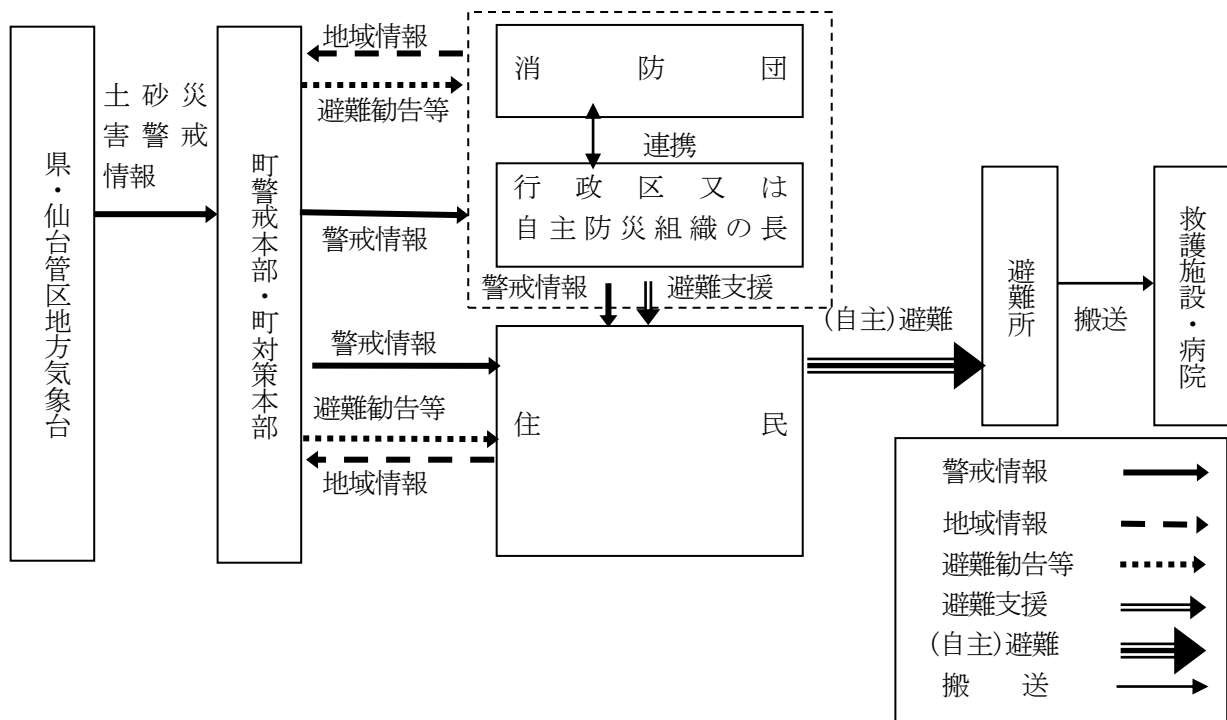 県・仙台管区地方気象台
土砂災
害警戒
情報
町警戒本部・町対策本部
地域情報
避難勧告等
警戒情報
消防団
連携
行政区又は
自主防災組織の長
警戒情報
避難支援
警戒情報
避難勧告等
地域情報
住民
(自主)避難
避難所
搬送
救護施設・病院
警戒情報
地域情報
避難勧告等
避難支援
(自主)避難
搬送